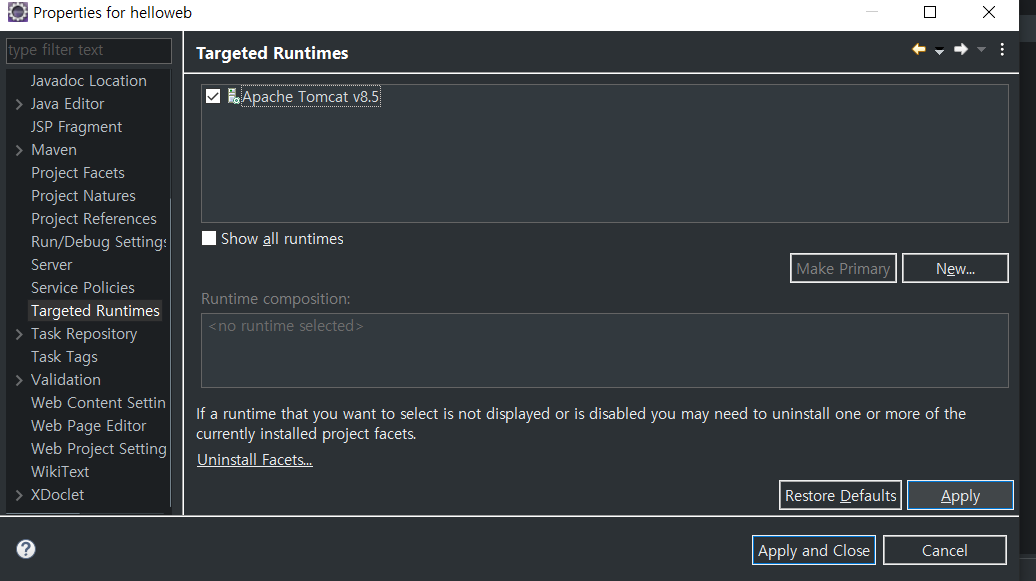 Properties for helloweb
type filter text
Javadoc Location
Java Editor
JSP Fragment
Maven
Project Facets
Project Natures
Project References
Run/Debug Settings
Server
Service Policies
Targeted Runtimes
Task Repository
Task Tags
Validation
Web Content Settin
Web Page Editor
Web Project Setting
WikiText
XDoclet
Targeted Runtimes
Apache Tomcat v8.5
Show all runtimes
Make Primary
New...
Runtime composition:
<no runtime selected>
If a runtime that you want to select is not displayed or is disabled you may need to uninstall one or more of the
currently installed project facets.
Uninstall Facets...
Restore Defaults
Apply
Apply and Close
Cancel